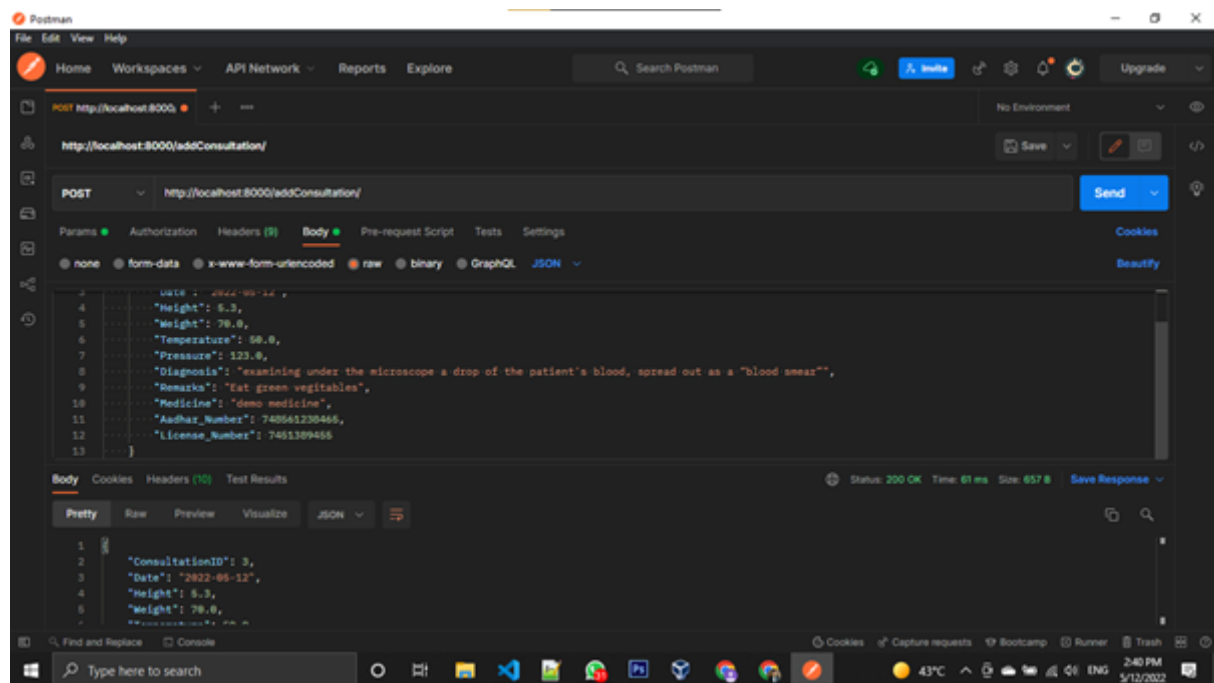 Postman
File Edit View Help
Home Workspaces API Network Reports Explore Search Postman Invite Upgrade
POST http://localhost:8000, No Environment
http://localhost:8000/addConsultation/ Save
POST http://localhost:8000/addConsultation/ Send
Params Authorization Headers (9) Body Pre-request Script Tests Settings Cookies
none form-data x-www-form-urlencoded raw binary GraphQL JSON Beautify
3 "Date": "2022-05-12",
4 "Height": 5.3,
5 "Weight": 70.0,
6 "Temperature": 50.0,
7 "Pressure": 123.0,
8 "Diagnosis": "examining under the microscope a drop of the patient's blood, spread out as a “blood smear”",
9 "Remarks": "Eat green vegitables",
10 "Medicine": "demo medicine",
11 "Aadhar_Number": 748561238465,
12 "License_Number": 7451389455
13 }
Body Cookies Headers (10) Test Results Status: 200 OK Time: 61 ms Size: 657 B Save Response
Pretty Raw Preview Visualize JSON
1 {
2 "ConsultationID": 3,
3 "Date": "2022-05-12",
4 "Height": 5.3,
5 "Weight": 70.0,
Find and Replace Console Cookies Capture requests Bootcamp Runner Trash
Type here to search 43°C ENG 2:40 PM
5/12/2022